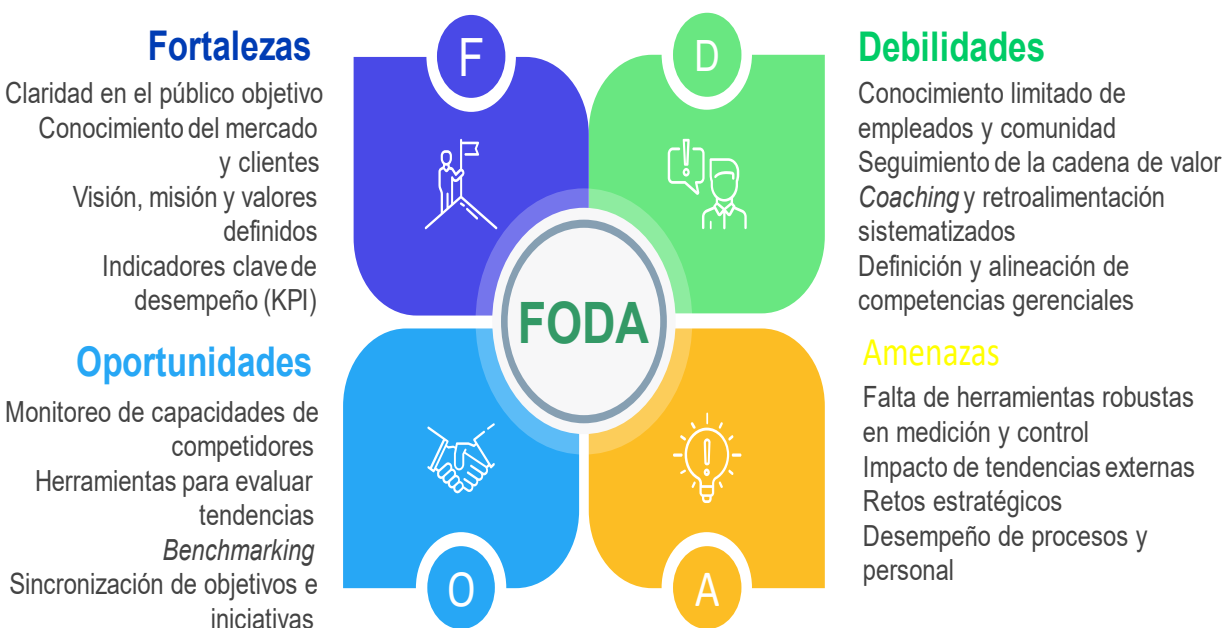 Fortalezas
Claridad en el público objetivo
Conocimiento del mercado
y clientes
Visión, misión y valores
definidos
Indicadores clave de
desempeño (KPI)
F
D
Debilidades
Conocimiento limitado de
empleados y comunidad
Seguimiento de la cadena de valor
Coaching y retroalimentación
sistematizados
Definición y alineación de
competencias gerenciales
FODA
Oportunidades
Monitoreo de capacidades de
competidores
Herramientas para evaluar
tendencias
Benchmarking
Sincronización de objetivos e
iniciativas
O
A
Amenazas
Falta de herramientas robustas
en medición y control
Impacto de tendencias externas
Retos estratégicos
Desempeño de procesos y
personal